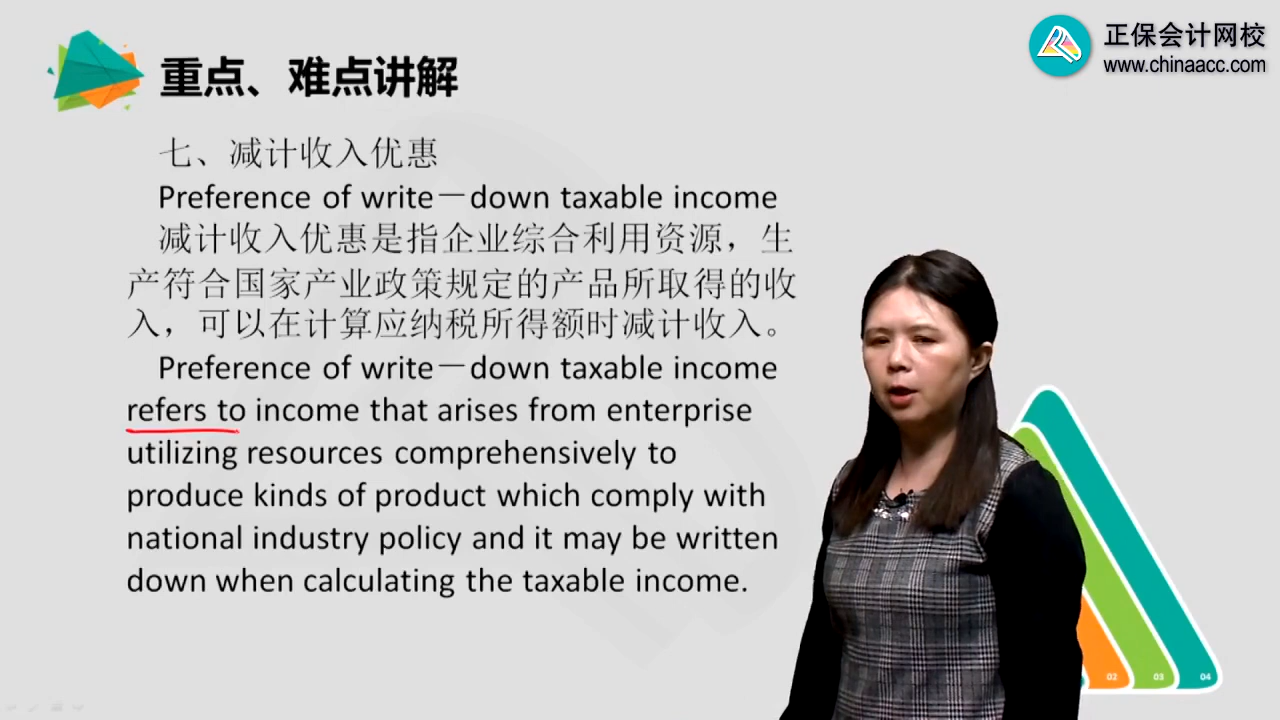 正保会计网校
www.chinaacc.com
重点、难点讲解
七、减计收入优惠
Preference of write－down taxable income
减计收入优惠是指企业综合利用资源，生
产符合国家产业政策规定的产品所取得的收
入，可以在计算应纳税所得额时减计收入。
Preference of write－down taxable income
refers to income that arises from enterprise
utilizing resources comprehensively to
produce kinds of product which comply with
national industry policy and it may be written
down when calculating the taxable income.
02 03 04